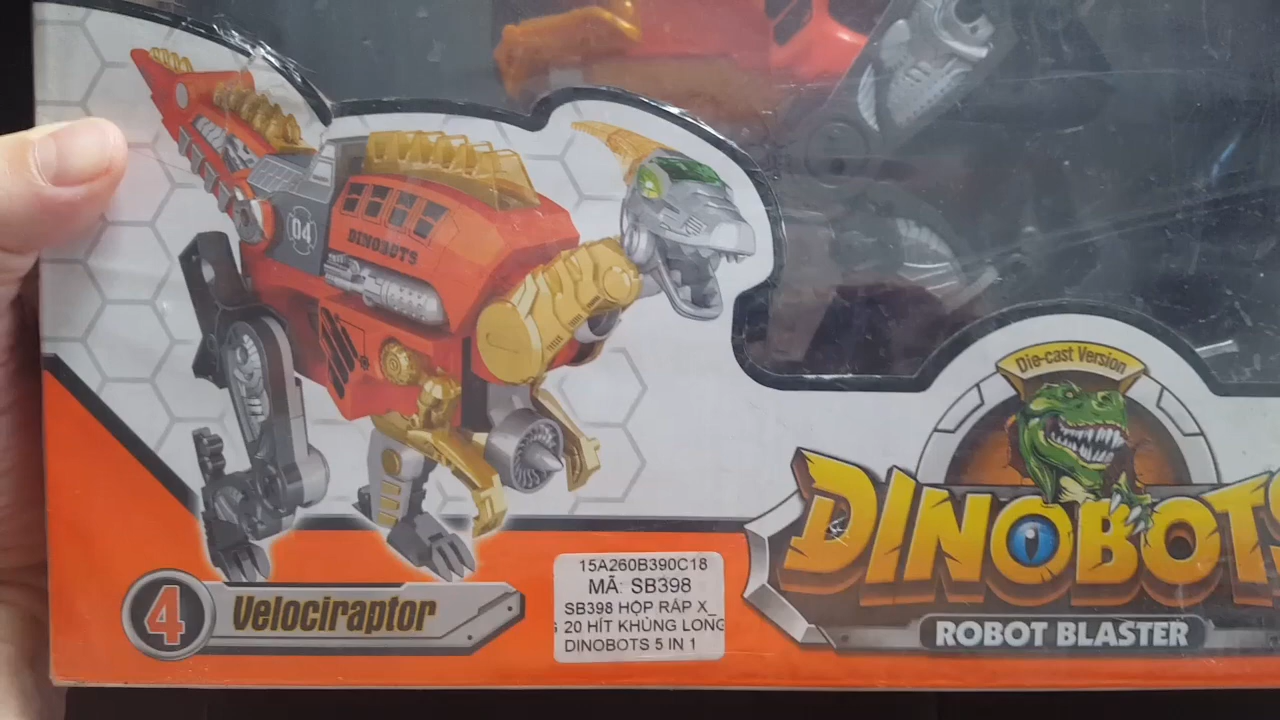 04
DINOBOTS
Die-cast Version
DINOBOTS
ROBOT BLASTER
4
Velociraptor
15A260B390C18
MÃ: SB398
SB398 HỘP RÁP X_
20 HÍT KHỦNG LONG
DINOBOTS 5 IN 1